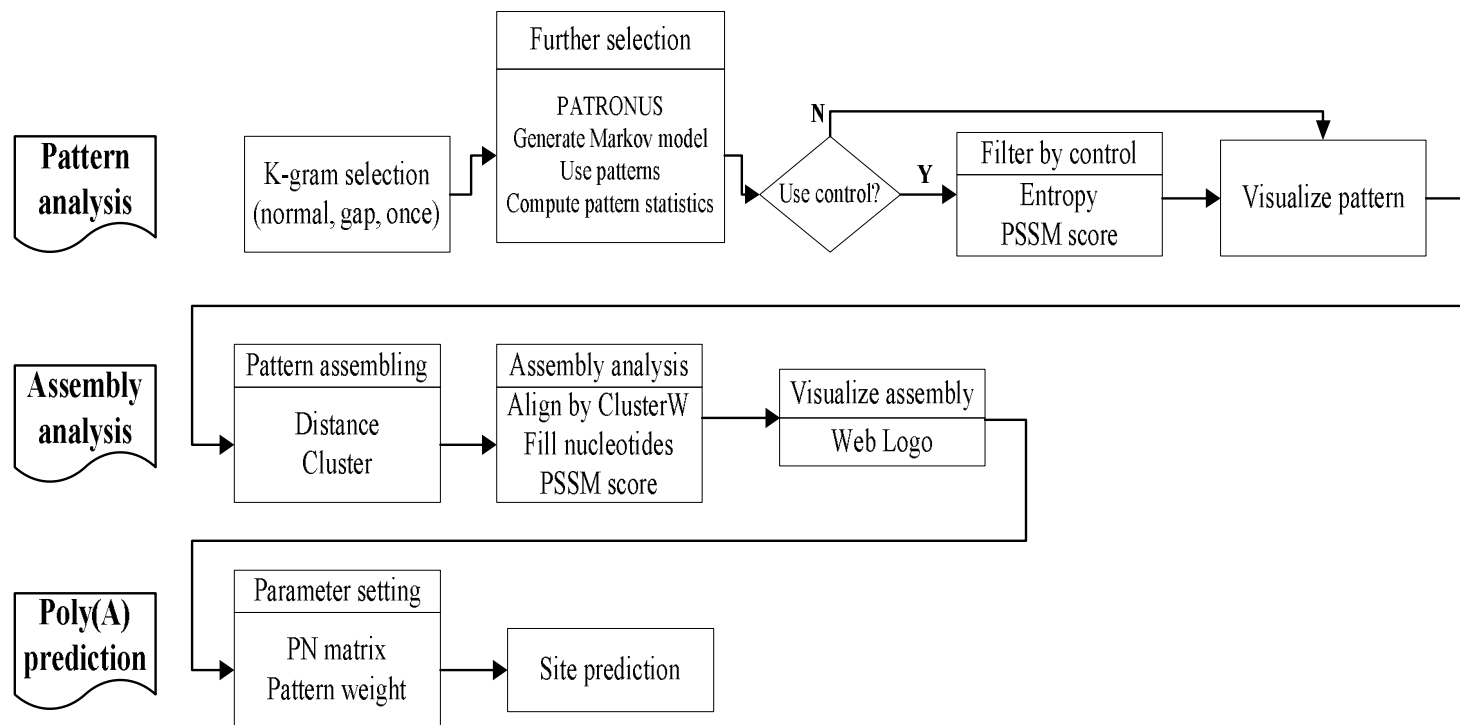 Pattern
analysis
K-gram selection
(normal, gap, once)
Further selection
PATRONUS
Generate Markov model
Use patterns
Compute pattern statistics
Use control?
N
Y
Filter by control
Entropy
PSSM score
Visualize pattern
Assembly
analysis
Pattern assembling
Distance
Cluster
Assembly analysis
Align by ClusterW
Fill nucleotides
PSSM score
Visualize assembly
Web Logo
Poly(A)
prediction
Parameter setting
PN matrix
Pattern weight
Site prediction